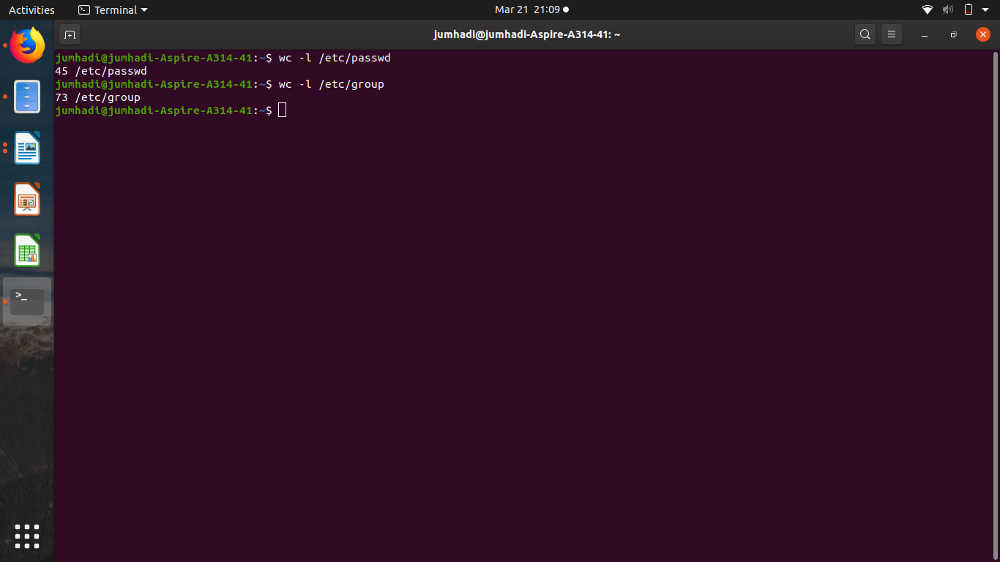 Activities Terminal Mar 21 21:09
jumhadi@jumhadi-Aspire-A314-41: ~
jumhadi@jumhadi-Aspire-A314-41:~$ wc -l /etc/passwd
45 /etc/passwd
jumhadi@jumhadi-Aspire-A314-41:~$ wc -l /etc/group
73 /etc/group
jumhadi@jumhadi-Aspire-A314-41:~$
>_